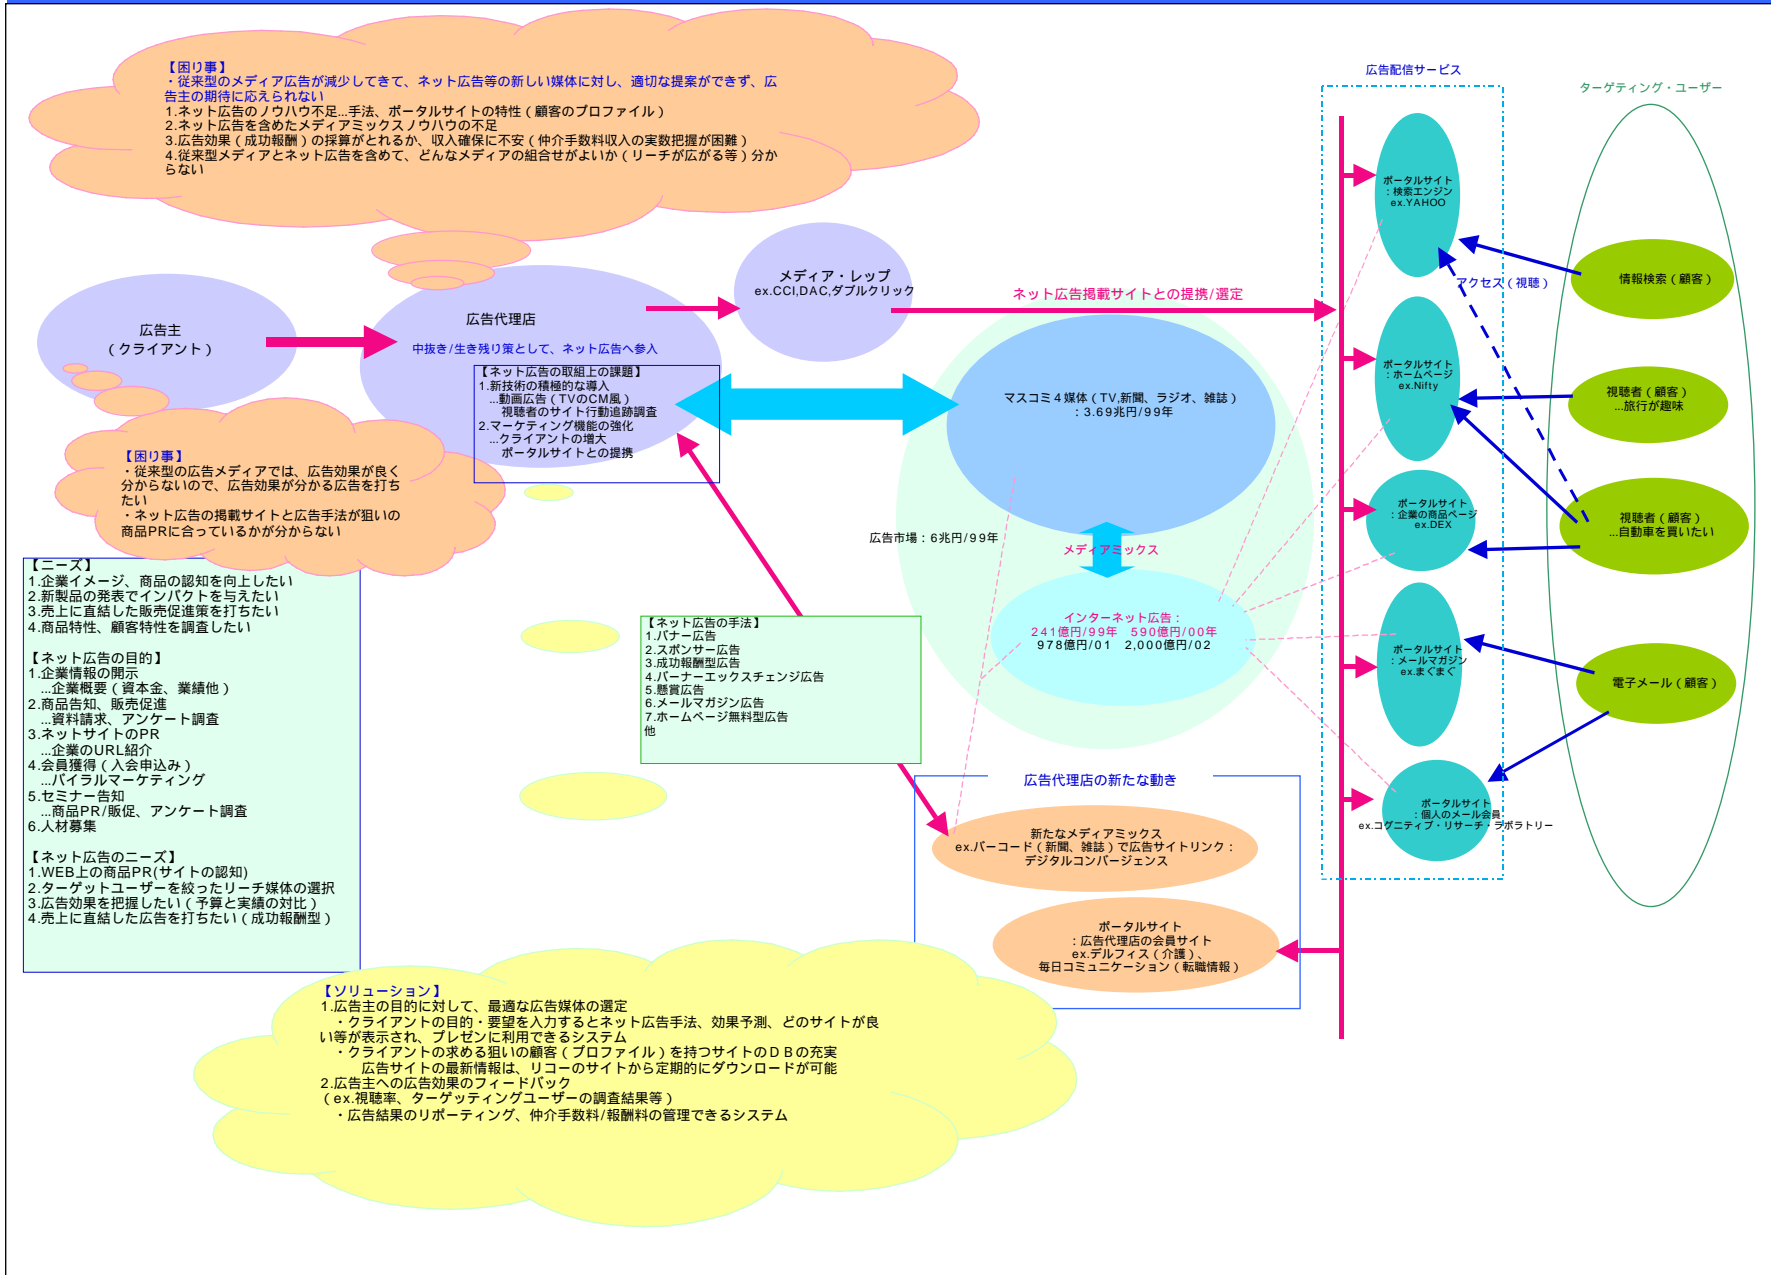 【困り事】
・従来型のメディア広告が減少してきて、ネット広告等の新しい媒体に対し、適切な提案ができず、広
告主の期待に応えられない
1.ネット広告のノウハウ不足...手法、ポータルサイトの特性(顧客のプロファイル)
2.ネット広告を含めたメディアミックスノウハウの不足
3.広告効果(成功報酬)の採算がとれるか、収入確保に不安(仲介手数料収入の実数把握が困難)
4.従来型メディアとネット広告を含めて、どんなメディアの組合せがよいか(リーチが広がる等)分か
らない
広告主
(クライアント)
広告代理店
中抜き/生き残り策として、ネット広告へ参入
【ネット広告の取組上の課題】
1.新技術の積極的な導入
...動画広告(TVのCM風)
視聴者のサイト行動追跡調査
2.マーケティング機能の強化
...クライアントの増大
ポータルサイトとの提携
メディア・レップ
ex.CCI,DAC,ダブルクリック
ネット広告掲載サイトとの提携/選定
【困り事】
・従来型の広告メディアでは、広告効果が良く
分からないので、広告効果が分かる広告を打ち
たい
・ネット広告の掲載サイトと広告手法が狙いの
商品PRに合っているかが分からない
【ニーズ】
1.企業イメージ、商品の認知を向上したい
2.新製品の発表でインパクトを与えたい
3.売上に直結した販売促進策を打ちたい
4.商品特性、顧客特性を調査したい
【ネット広告の目的】
1.企業情報の開示
...企業概要(資本金、業績他)
2.商品告知、販売促進
...資料請求、アンケート調査
3.ネットサイトのPR
...企業のURL紹介
4.会員獲得(入会申込み)
...バイラルマーケティング
5.セミナー告知
...商品PR/販促、アンケート調査
6.人材募集
【ネット広告のニーズ】
1.WEB上の商品PR(サイトの認知)
2.ターゲットユーザーを絞ったリーチ媒体の選択
3.広告効果を把握したい(予算と実績の対比)
4.売上に直結した広告を打ちたい(成功報酬型)
マスコミ4媒体(TV,新聞、ラジオ、雑誌)
:3.69兆円/99年
広告市場:6兆円/99年
メディアミックス
インターネット広告:
241億円/99年 590億円/00年
978億円/01 2,000億円/02
【ネット広告の手法】
1.バナー広告
2.スポンサー広告
3.成功報酬型広告
4.バーナーエックスチェンジ広告
5.懸賞広告
6.メールマガジン広告
7.ホームページ無料型広告
他
広告代理店の新たな動き
新たなメディアミックス
ex.バーコード(新聞、雑誌)で広告サイトリンク:
デジタルコンバージェンス
ポータルサイト
:広告代理店の会員サイト
ex.デルフィス(介護)、
毎日コミュニケーション(転職情報)
広告配信サービス
ポータルサイト
:検索エンジン
ex.YAHOO
ポータルサイト
:ホームページ
ex.Nifty
ポータルサイト
:企業の商品ページ
ex.DEX
ポータルサイト
:メールマガジン
ex.まぐまぐ
ポータルサイト
:個人のメール会員
ex.コグニティブ・リサーチ・ラボラトリー
アクセス(視聴)
ターゲティング・ユーザー
情報検索(顧客)
視聴者(顧客)
...旅行が趣味
視聴者(顧客)
...自動車を買いたい
電子メール(顧客)
【ソリューション】
1.広告主の目的に対して、最適な広告媒体の選定
・クライアントの目的・要望を入力するとネット広告手法、効果予測、どのサイトが良
い等が表示され、プレゼンに利用できるシステム
・クライアントの求める狙いの顧客(プロファイル)を持つサイトのDBの充実
広告サイトの最新情報は、リコーのサイトから定期的にダウンロードが可能
2.広告主への広告効果のフィードバック
(ex.視聴率、ターゲッティングユーザーの調査結果等)
・広告結果のリポーティング、仲介手数料/報酬料の管理できるシステム